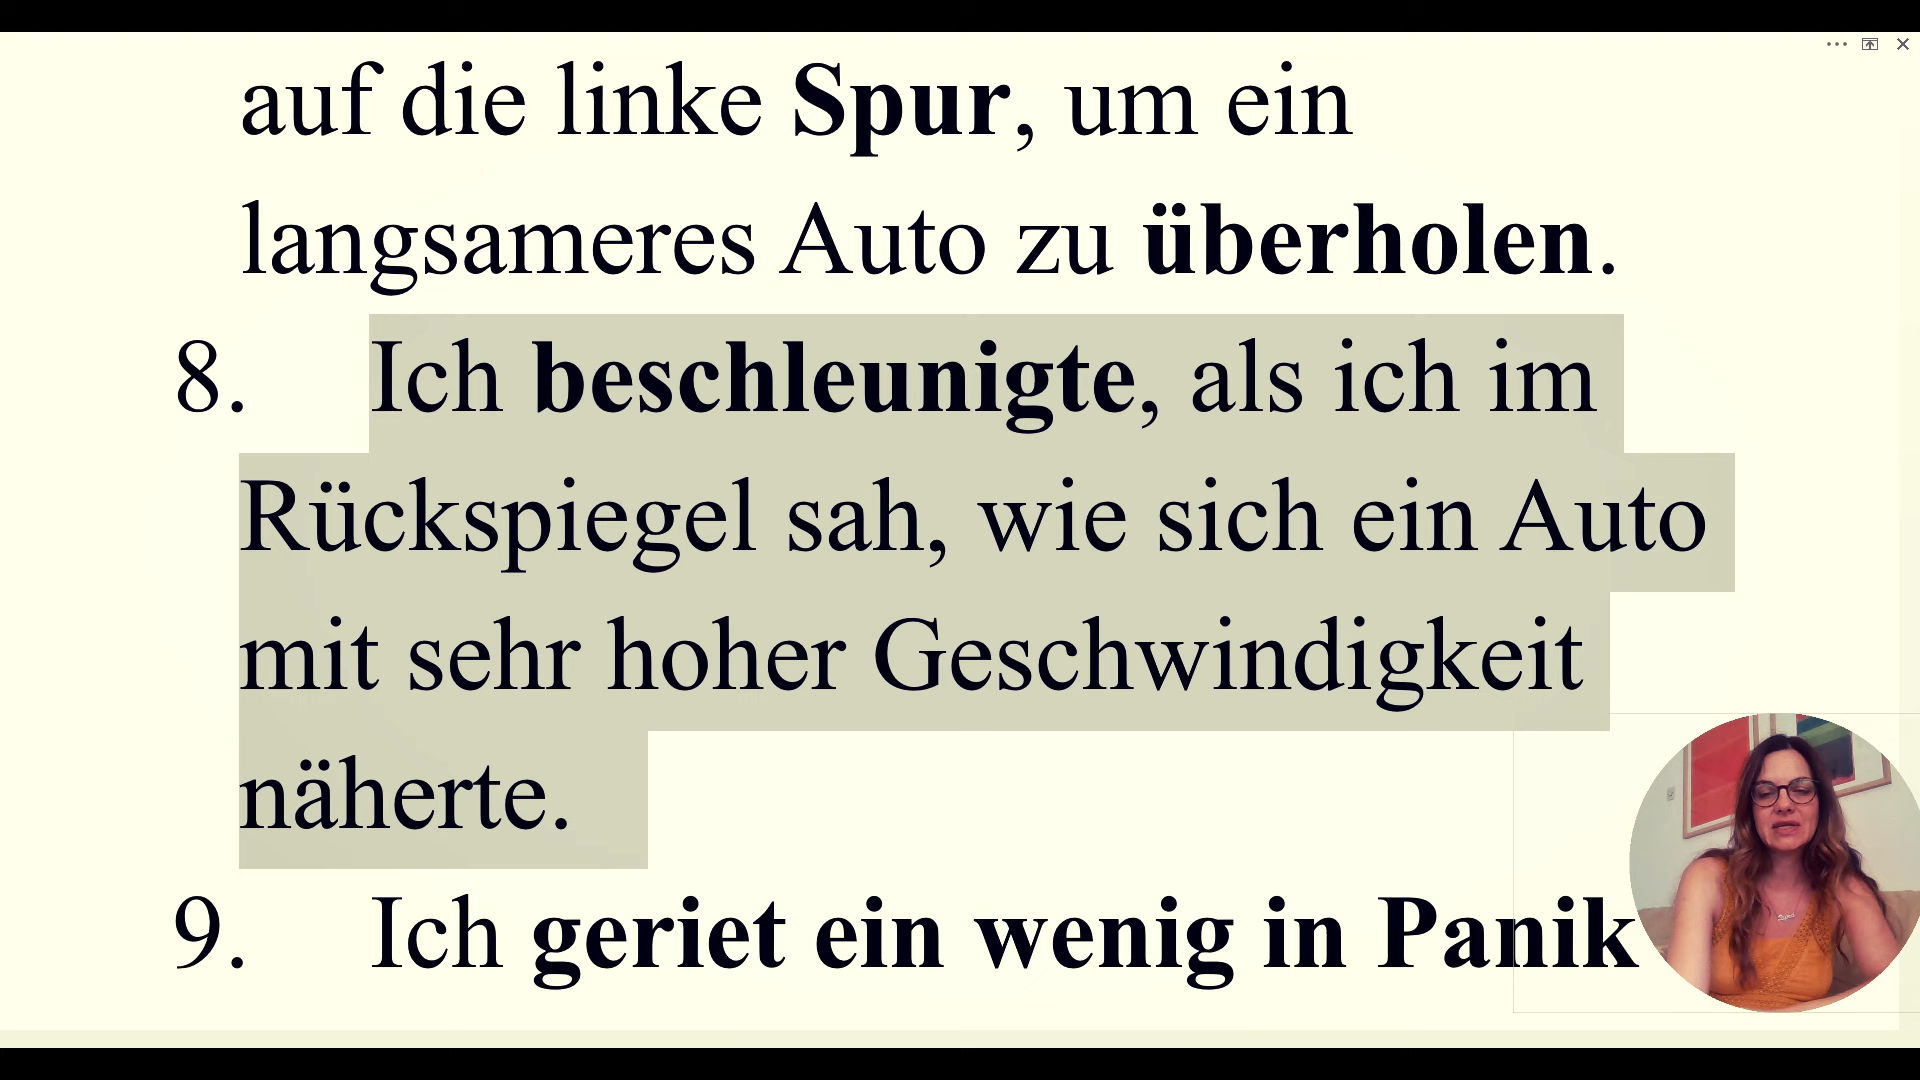 auf die linke Spur, um ein
langsameres Auto zu überholen.
8. Ich beschleunigte, als ich im
Rückspiegel sah, wie sich ein Auto
mit sehr hoher Geschwindigkeit
näherte.
9. Ich geriet ein wenig in Panik